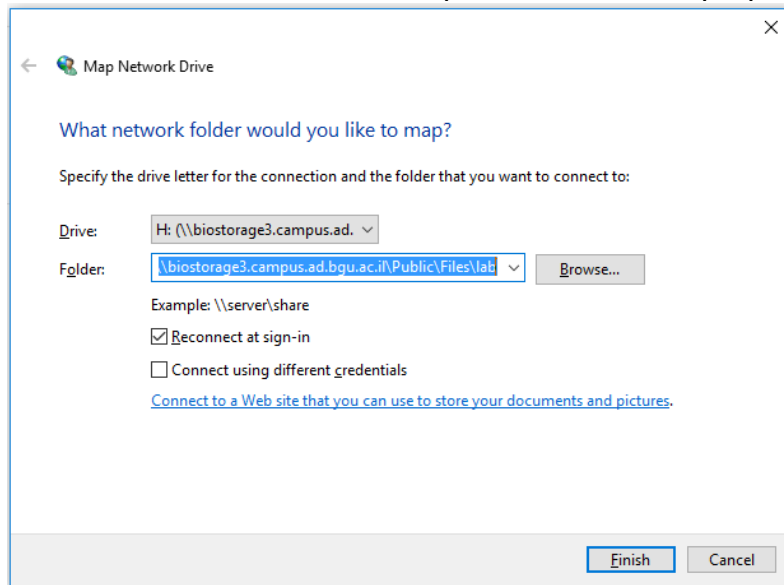 Map Network Drive
What network folder would you like to map?
Specify the drive letter for the connection and the folder that you want to connect to:
Drive: H: (\\biostorage3.campus.ad.
Folder: \\biostorage3.campus.ad.bgu.ac.il\Public\Files\lab Browse...
Example: \\server\share
Reconnect at sign-in
Connect using different credentials
Connect to a Web site that you can use to store your documents and pictures.
Finish Cancel